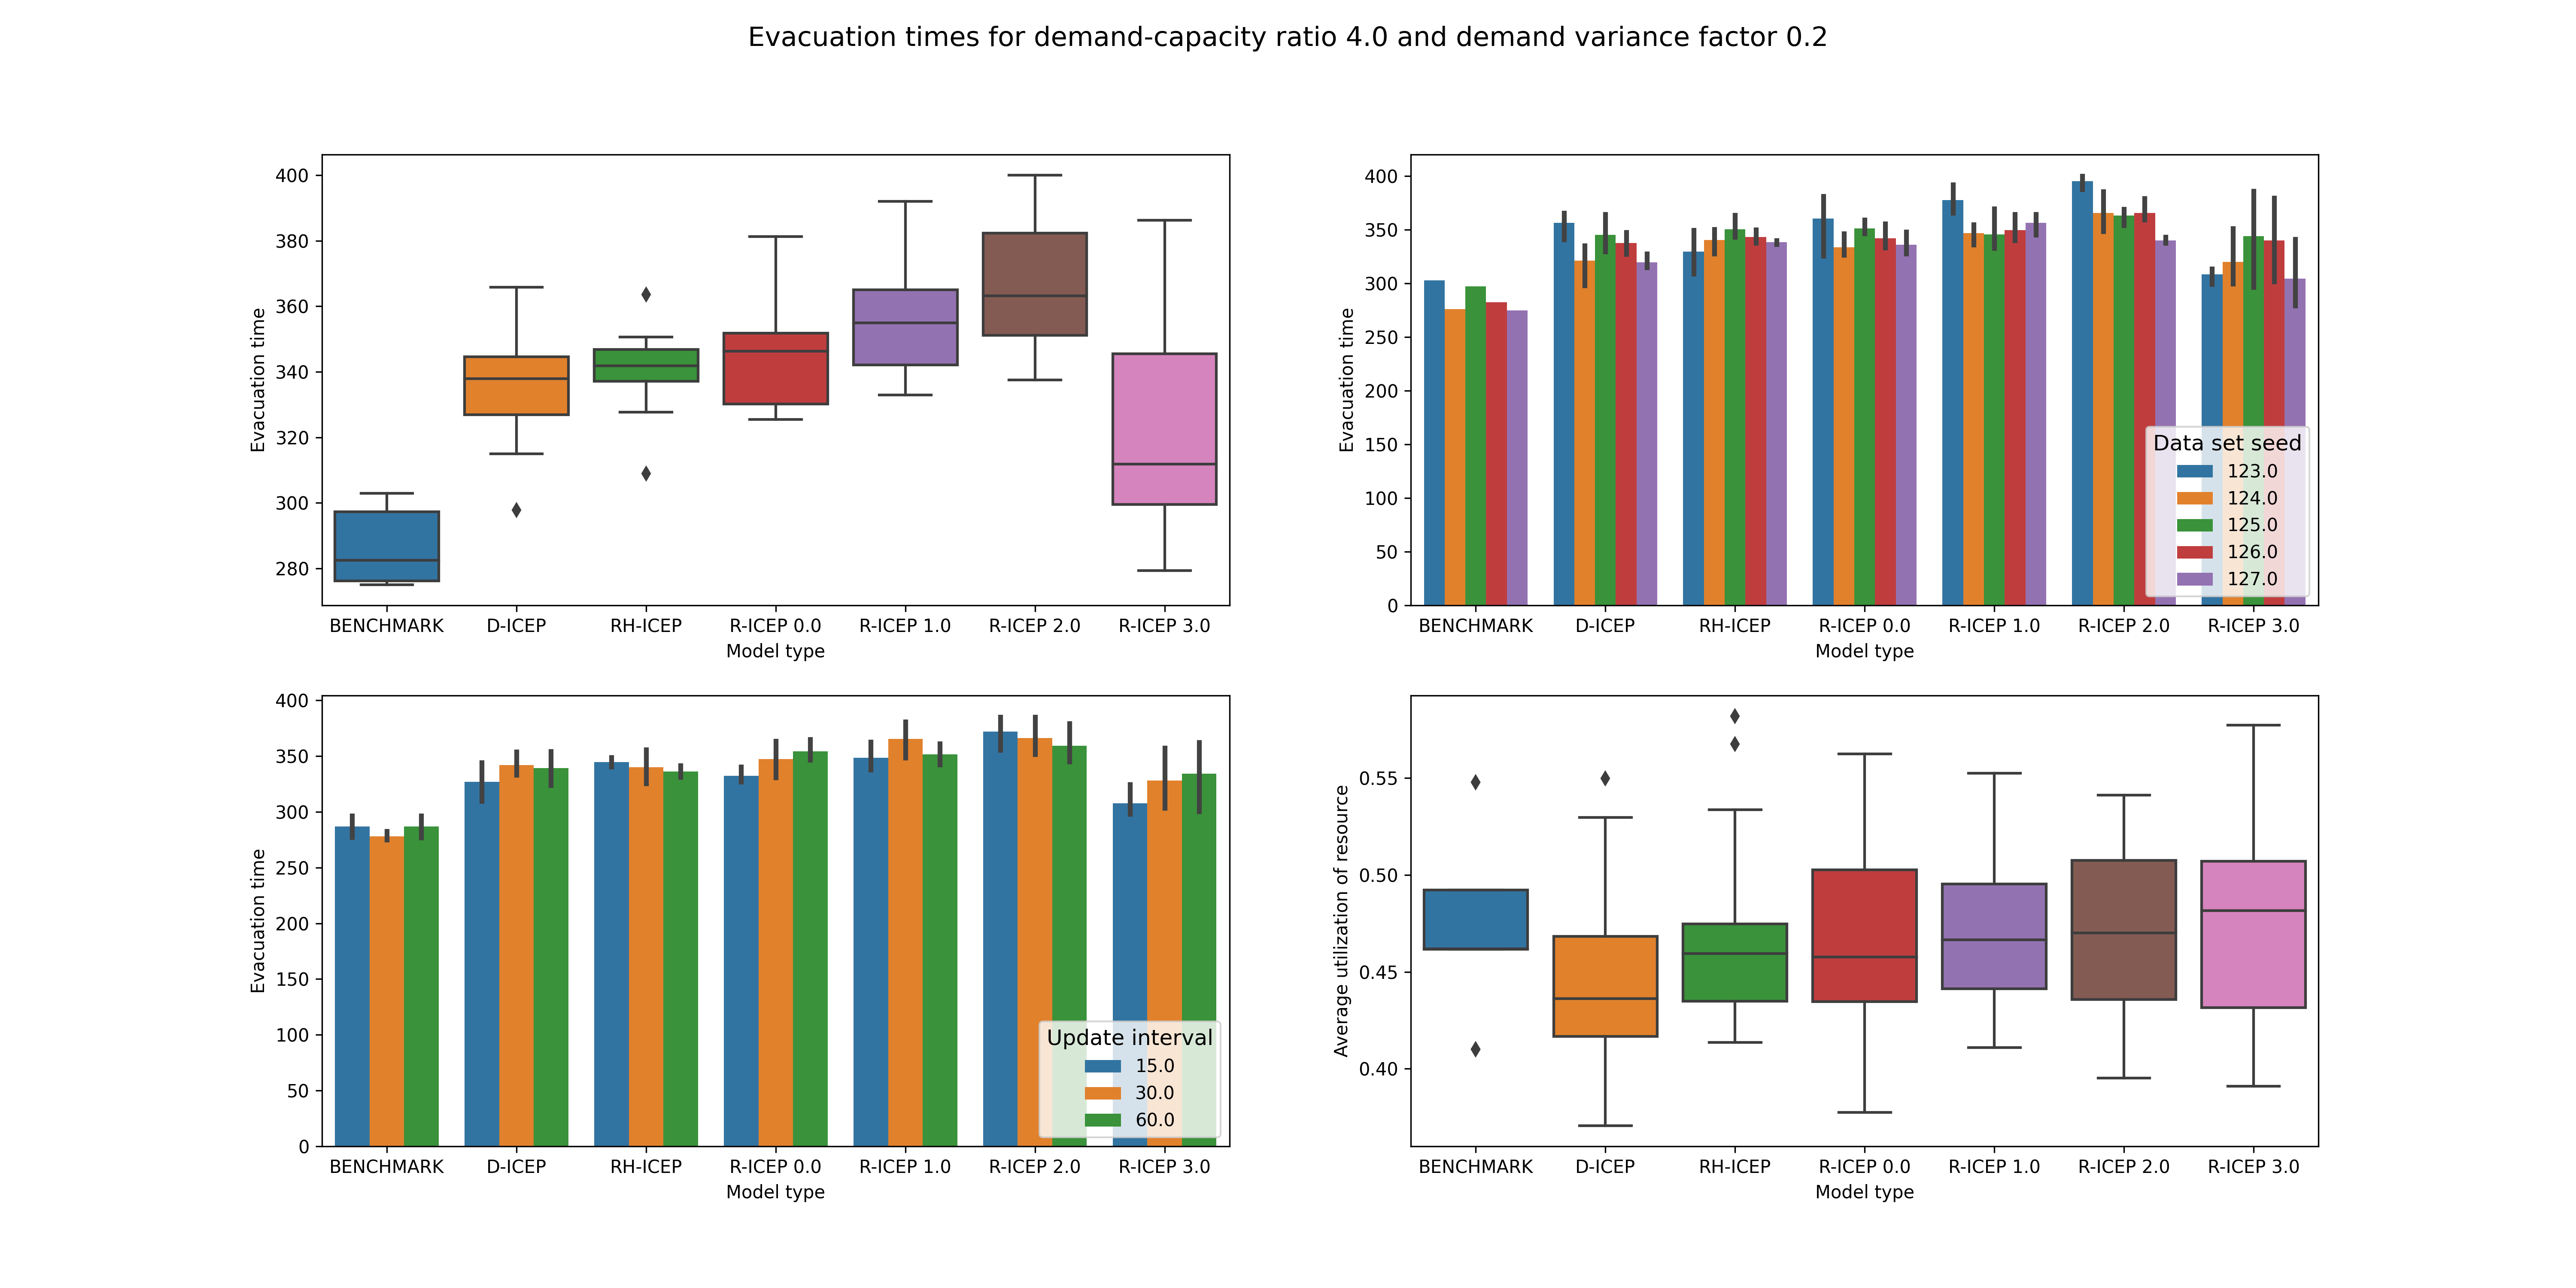 Evacuation times for demand-capacity ratio 4.0 and demand variance factor 0.2
400
380
360
340
320
300
280
Evacuation time
BENCHMARK D-ICEP RH-ICEP R-ICEP 0.0 R-ICEP 1.0 R-ICEP 2.0 R-ICEP 3.0
Model type
400
350
300
250
200
150
100
50
0
Evacuation time
Data set seed
123.0
124.0
125.0
126.0
127.0
BENCHMARK D-ICEP RH-ICEP R-ICEP 0.0 R-ICEP 1.0 R-ICEP 2.0 R-ICEP 3.0
Model type
400
350
300
250
200
150
100
50
0
Evacuation time
Update interval
15.0
30.0
60.0
BENCHMARK D-ICEP RH-ICEP R-ICEP 0.0 R-ICEP 1.0 R-ICEP 2.0 R-ICEP 3.0
Model type
0.55
0.50
0.45
0.40
Average utilization of resource
BENCHMARK D-ICEP RH-ICEP R-ICEP 0.0 R-ICEP 1.0 R-ICEP 2.0 R-ICEP 3.0
Model type